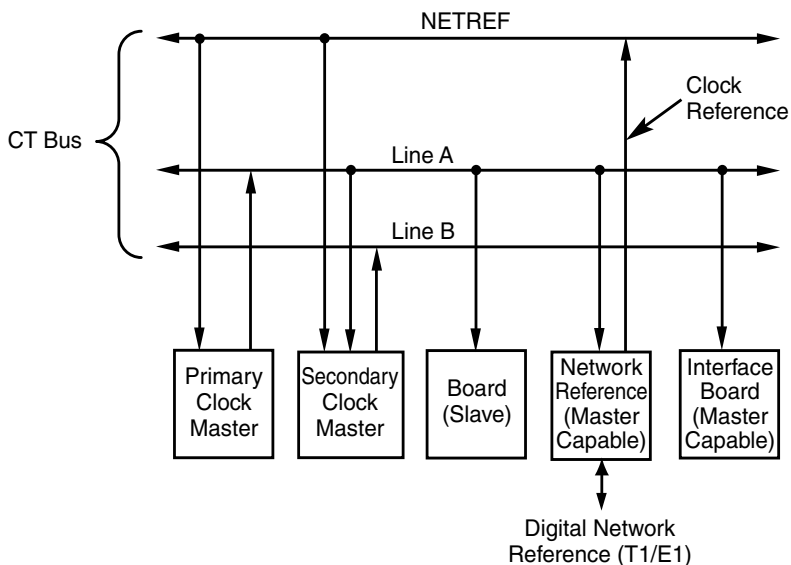 NETREF
Clock
Reference
CT Bus
Line A
Line B
Primary
Clock
Master
Secondary
Clock
Master
Board
(Slave)
Network
Reference
(Master
Capable)
Interface
Board
(Master
Capable)
Digital Network
Reference (T1/E1)